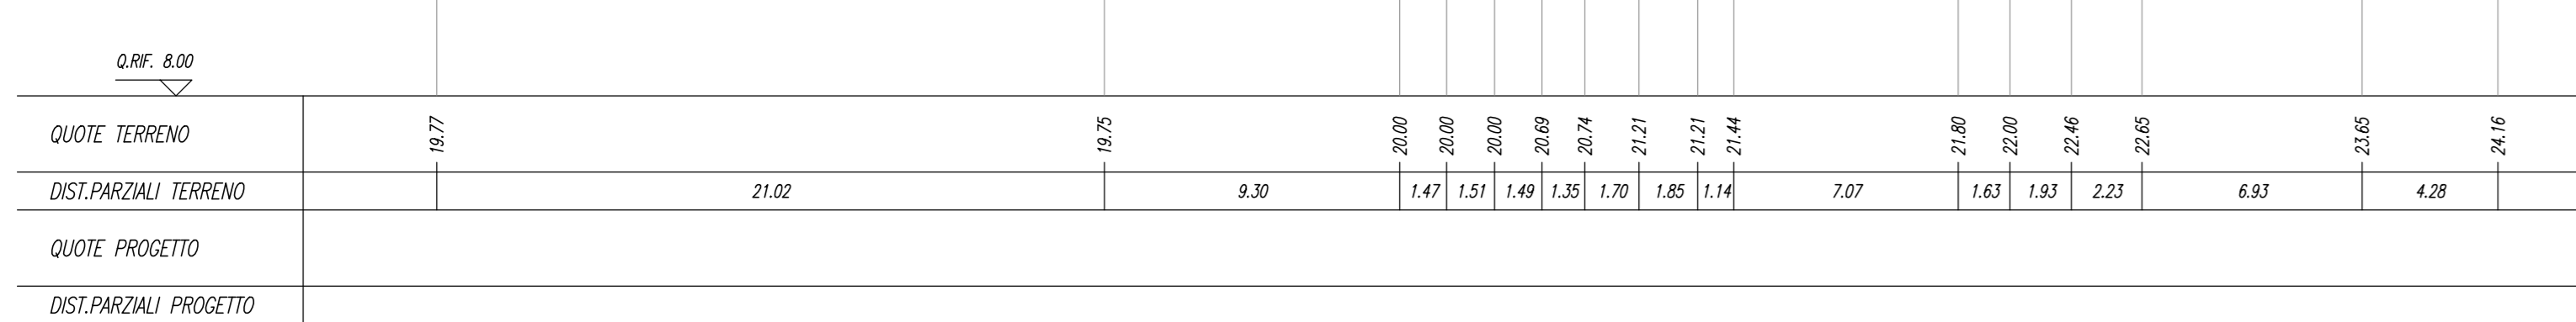 Q.RIF. 8.00
QUOTE TERRENO 19.77 19.75 20.00 20.00 20.00 20.69 20.74 21.21 21.21 21.44 21.80 22.00 22.46 22.65 23.65 24.16
DIST.PARZIALI TERRENO 21.02 9.30 1.47 1.51 1.49 1.35 1.70 1.85 1.14 7.07 1.63 1.93 2.23 6.93 4.28
QUOTE PROGETTO
DIST.PARZIALI PROGETTO